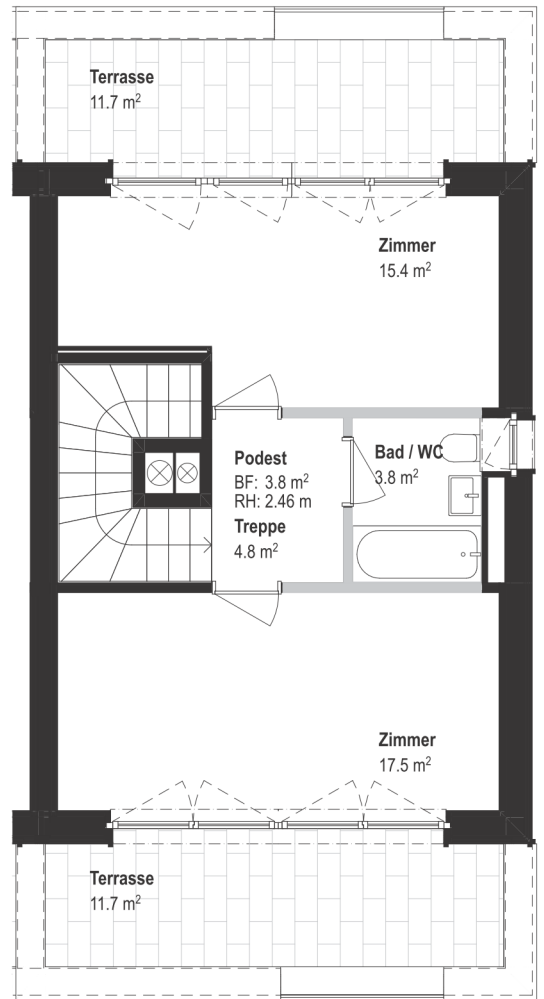 Terrasse
11.7 m²
Zimmer
15.4 m²
Podest
BF: 3.8 m²
RH: 2.46 m
Treppe
4.8 m²
Bad / WC
3.8 m²
Zimmer
17.5 m²
Terrasse
11.7 m²